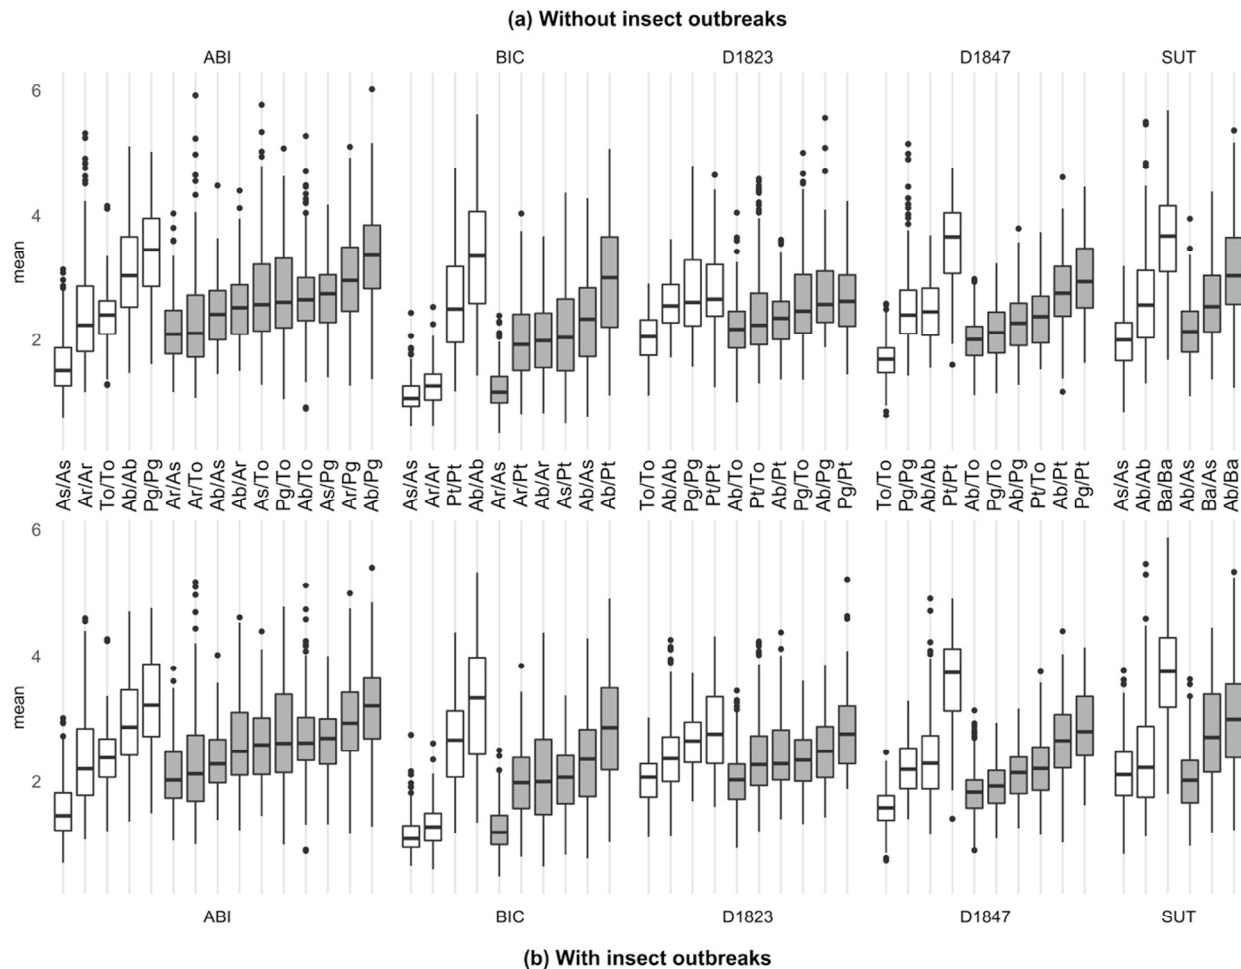 (a) Without insect outbreaks
ABI BIC D1823 D1847 SUT
6
4
2
mean
As/As Ar/Ar To/To Ab/Ab Pg/Pg Ar/As Ar/To Ab/As Ab/Ar As/To Pg/To Ab/To As/Pg Ar/Pg Ab/Pg
As/As Ar/Ar Pt/Pt Ab/Ab Ar/As Ar/Pt Ab/Ar As/Pt Ab/As Ab/Pt
To/To Ab/Ab Pg/Pg Pt/Pt Ab/To Pt/To Ab/Pt Pg/To Ab/Pg Pg/Pt
To/To Pg/Pg Ab/Ab Pt/Pt Ab/To Pg/To Ab/Pg Pt/To Ab/Pt Pg/Pt
As/As Ab/Ab Ba/Ba Ab/As Ba/As Ab/Ba
6
4
2
mean
ABI BIC D1823 D1847 SUT
(b) With insect outbreaks